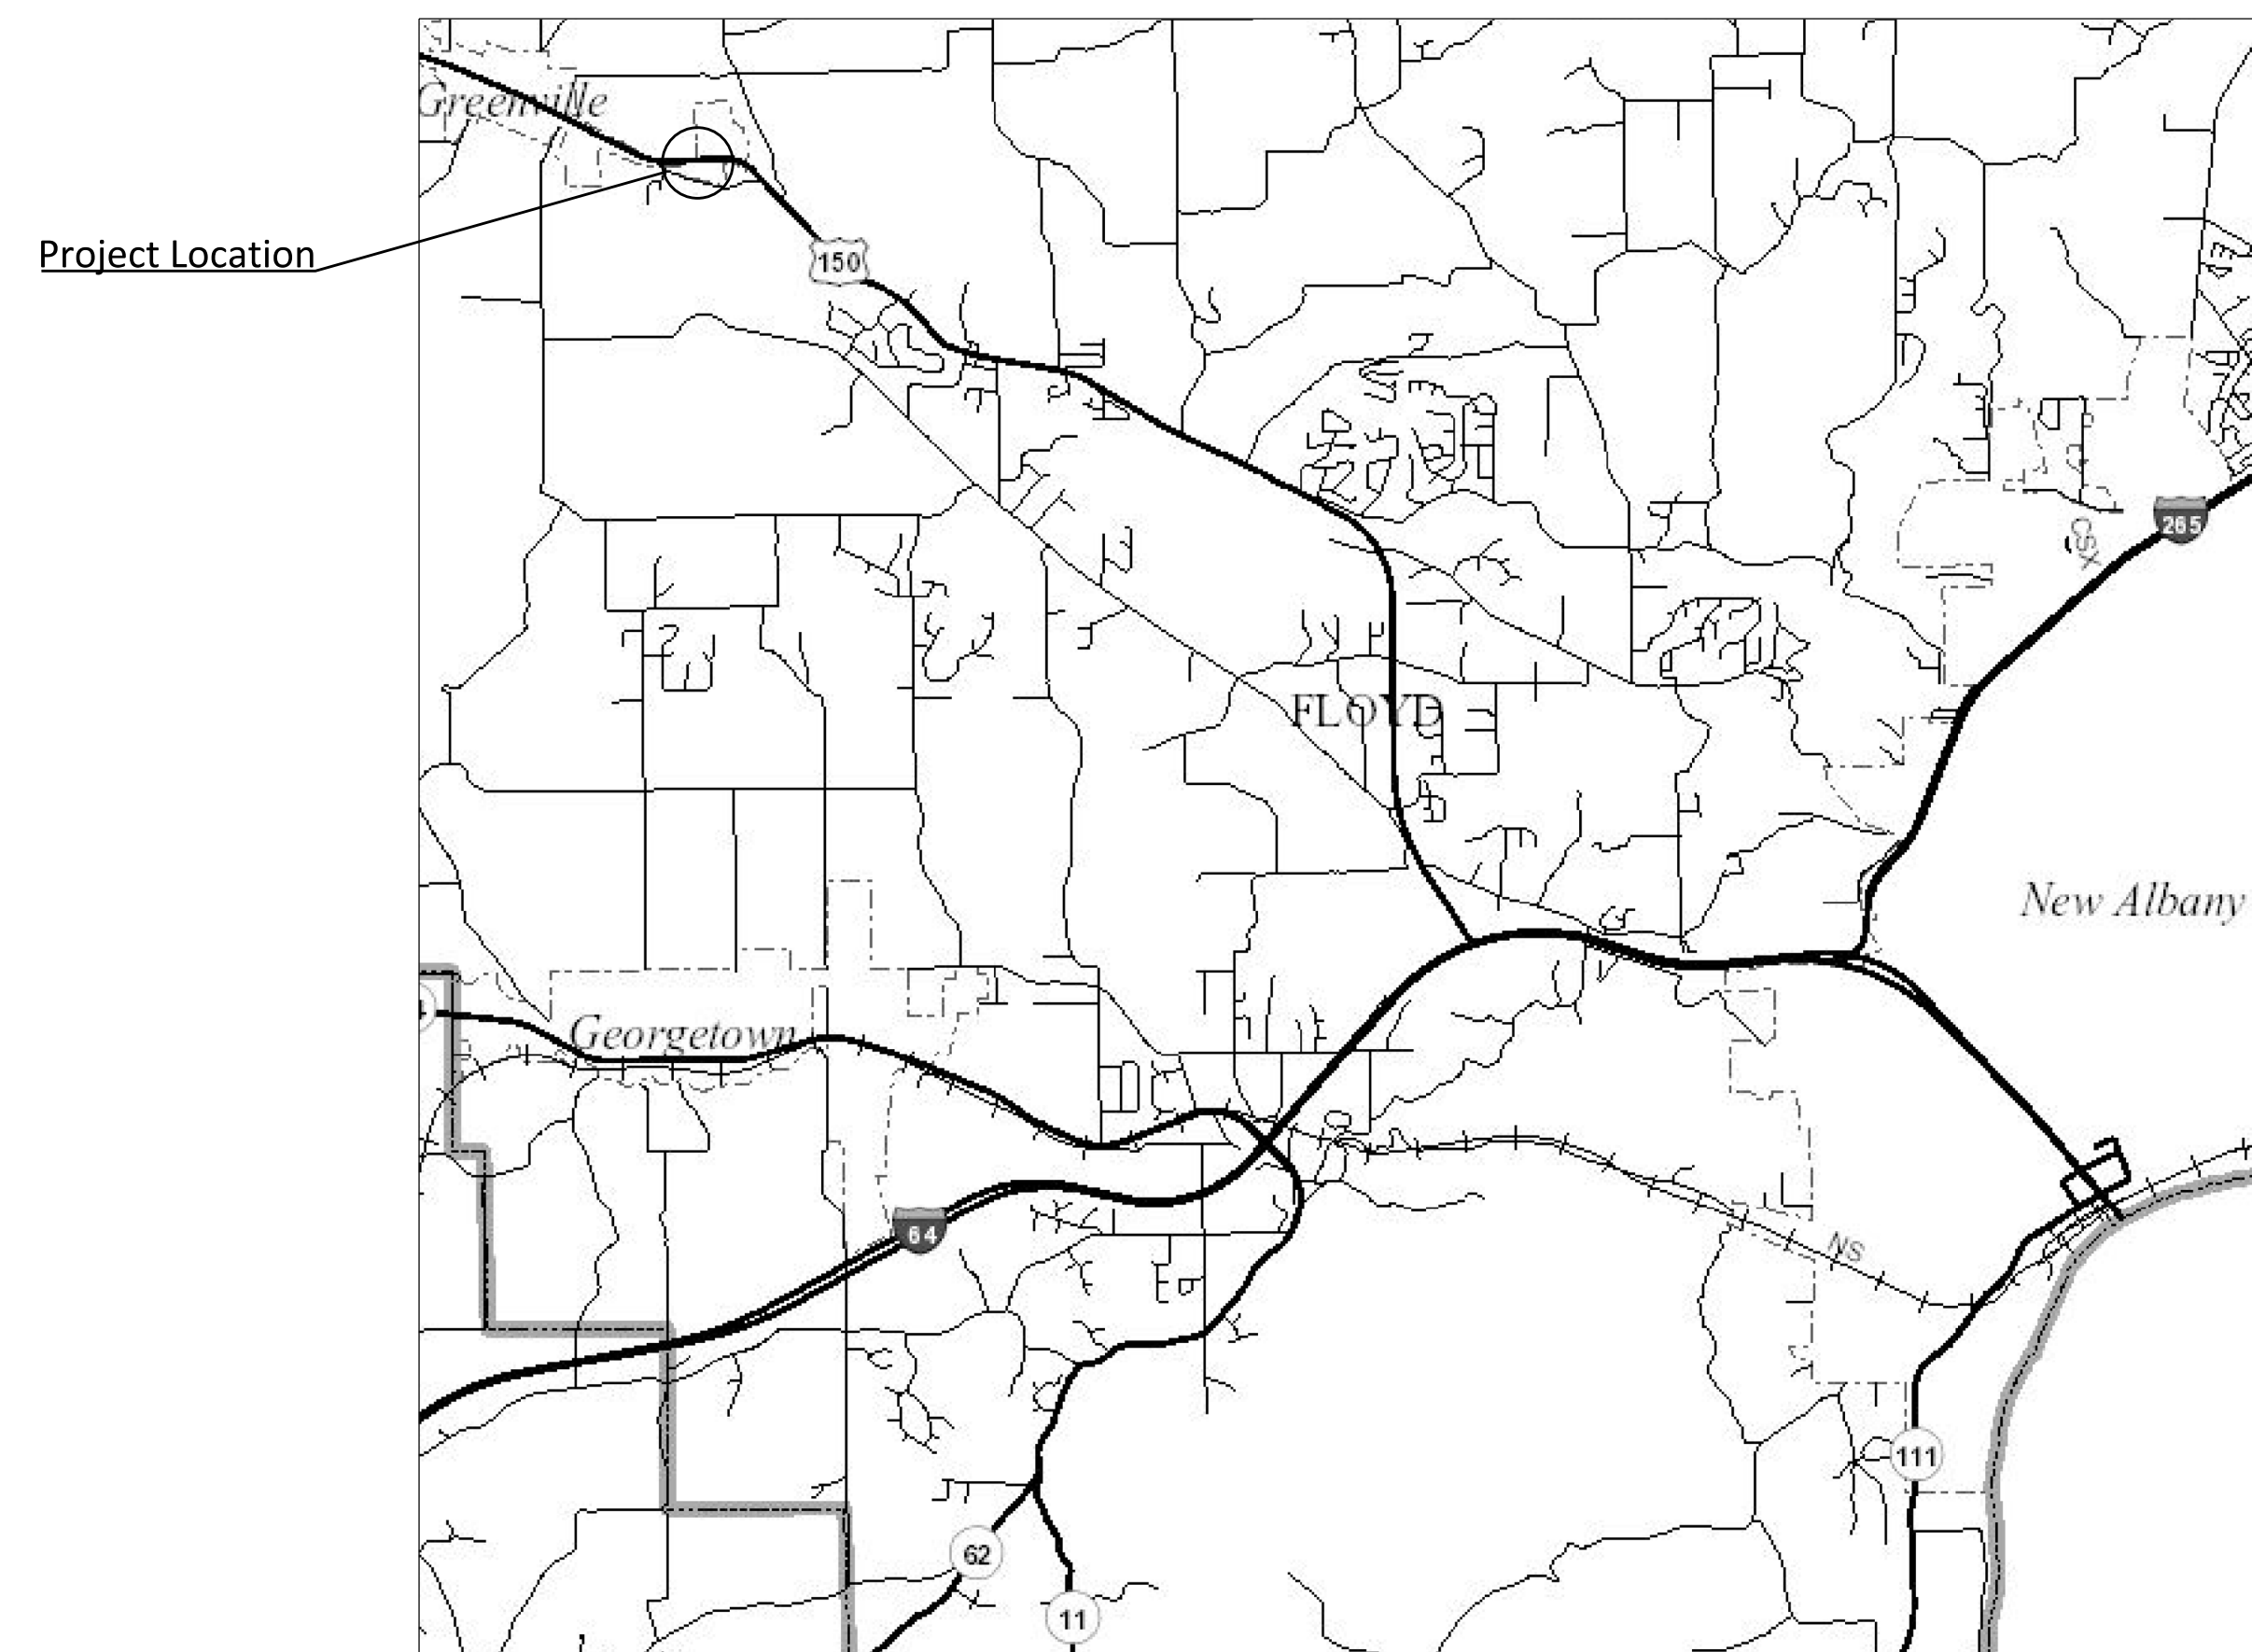 Greenville
Project Location
150
265
CSX
FLOYD
New Albany
Georgetown
64
NS
111
62
11